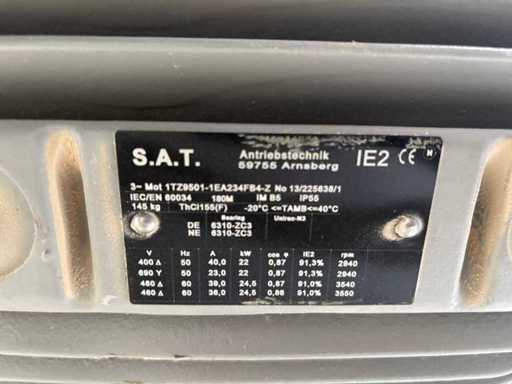 S.A.T. Antriebstechnik 59755 Arnsberg IE2 CE
3~ Mot 1TZ9501-1EA234FB4-Z No 13/225638/1
IEC/EN 60034 180M IM B5 IP55
145 kg ThCl155(F) -20°C <=TAMB<=40°C
Bearing
DE 6310-ZC3
NE 6310-ZC3
V Hz A kW cos φ IE2 rpm
400 Δ 50 40,0 22 0,87 91,3% 2940
690 Y 50 23,0 22 0,87 91,3% 2940
460 Δ 60 39,0 24,5 0,87 91,0% 3540
460 Δ 60 36,0 24,5 0,86 91,0% 3550